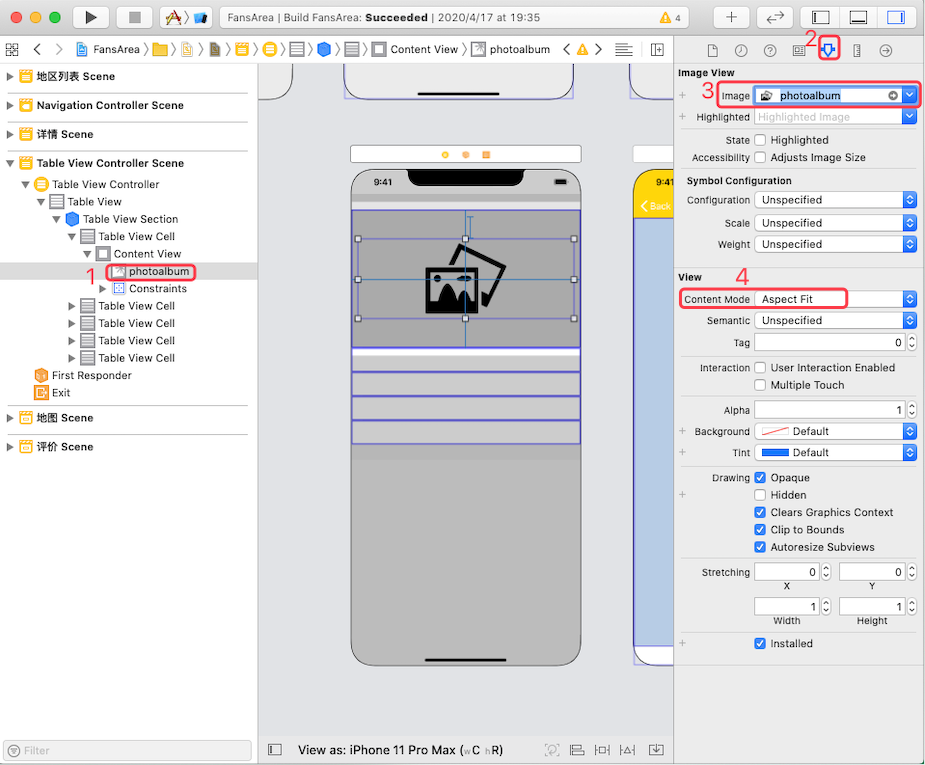 FansArea | Build FansArea: Succeeded | 2020/4/17 at 19:35
4
FansArea
Content View
photoalbum
2
地区列表 Scene
Navigation Controller Scene
详情 Scene
Table View Controller Scene
Table View Controller
Table View
Table View Section
Table View Cell
Content View
1
photoalbum
Constraints
Table View Cell
Table View Cell
Table View Cell
Table View Cell
First Responder
Exit
地图 Scene
评价 Scene
Filter
9:41
9:41
Back
View as: iPhone 11 Pro Max (wC hR)
Image View
3
Image photoalbum
Highlighted Highlighted Image
State Highlighted
Accessibility Adjusts Image Size
Symbol Configuration
Configuration Unspecified
Scale Unspecified
Weight Unspecified
View
4
Content Mode Aspect Fit
Semantic Unspecified
Tag 0
Interaction User Interaction Enabled
Multiple Touch
Alpha 1
Background Default
Tint Default
Drawing Opaque
Hidden
Clears Graphics Context
Clip to Bounds
Autoresize Subviews
Stretching 0 0
X Y
1 1
Width Height
Installed